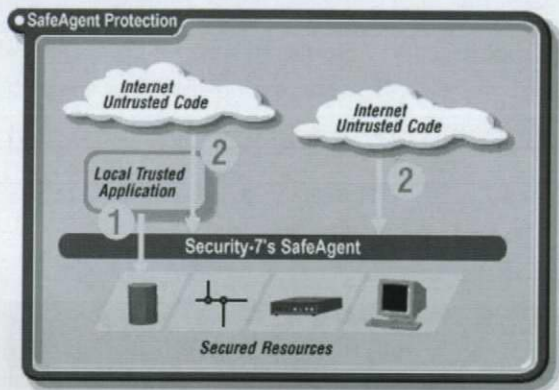 SafeAgent Protection
Internet
Untrusted Code
Internet
Untrusted Code
2
2
Local Trusted
Application
1
Security-7's SafeAgent
Secured Resources